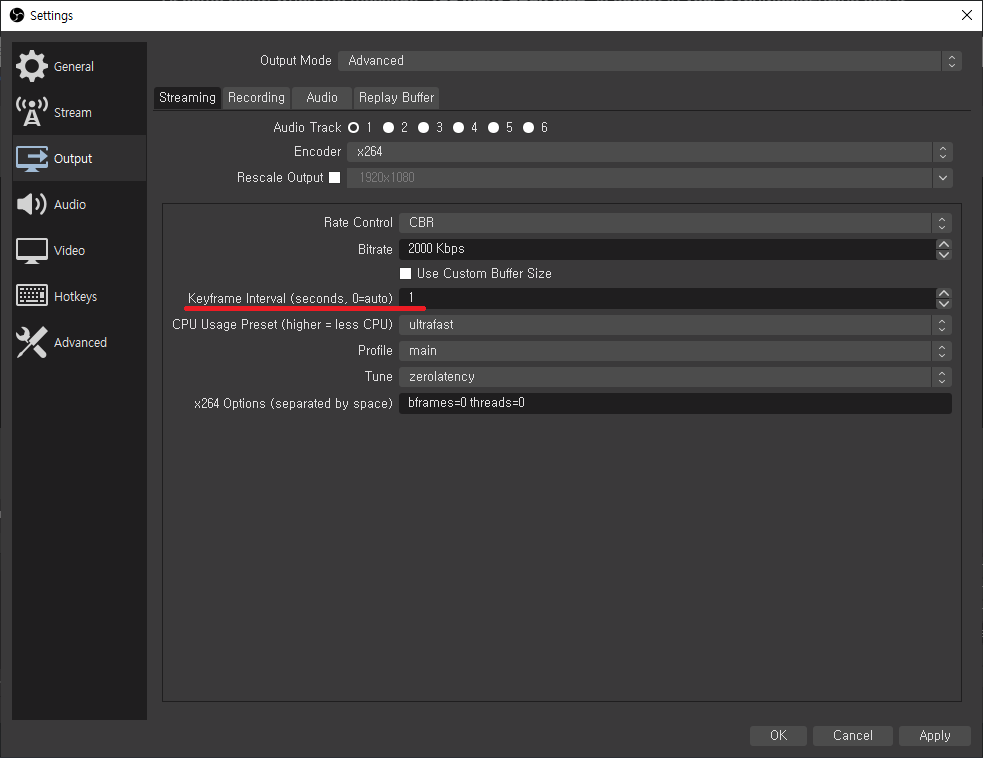 Settings
General
Stream
Output
Audio
Video
Hotkeys
Advanced
Output Mode Advanced
Streaming Recording Audio Replay Buffer
Audio Track 1 2 3 4 5 6
Encoder x264
Rescale Output 1920x1080
Rate Control CBR
Bitrate 2000 Kbps
Use Custom Buffer Size
Keyframe Interval (seconds, 0=auto) 1
CPU Usage Preset (higher = less CPU) ultrafast
Profile main
Tune zerolatency
x264 Options (separated by space) bframes=0 threads=0
OK Cancel Apply